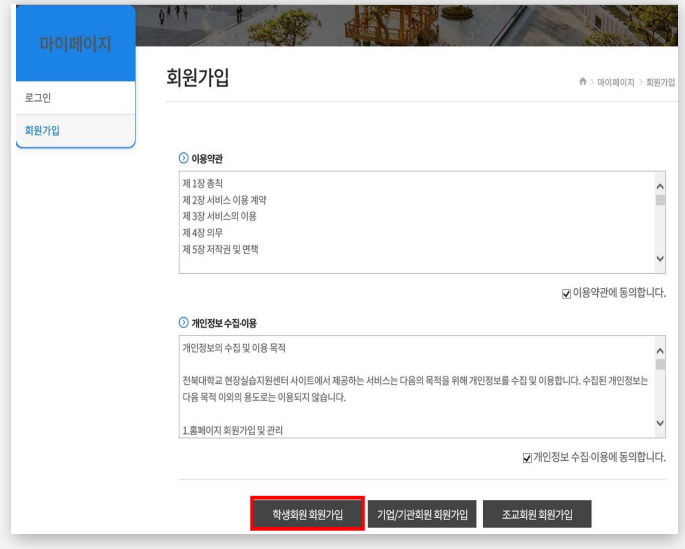 마이페이지
로그인
회원가입
회원가입
> 마이페이지 > 회원가입
이용약관
제 1장 총칙
제 2장 서비스 이용 계약
제 3장 서비스의 이용
제 4장 의무
제 5장 저작권 및 면책
이용약관에 동의합니다.
개인정보 수집·이용
개인정보의 수집 및 이용 목적
전북대학교 현장실습지원센터 사이트에서 제공하는 서비스는 다음의 목적을 위해 개인정보를 수집 및 이용합니다. 수집된 개인정보는
다음 목적 이외의 용도로는 이용되지 않습니다.
1.홈페이지 회원가입 및 관리
개인정보 수집·이용에 동의합니다.
학생회원 회원가입
기업/기관회원 회원가입
조교회원 회원가입